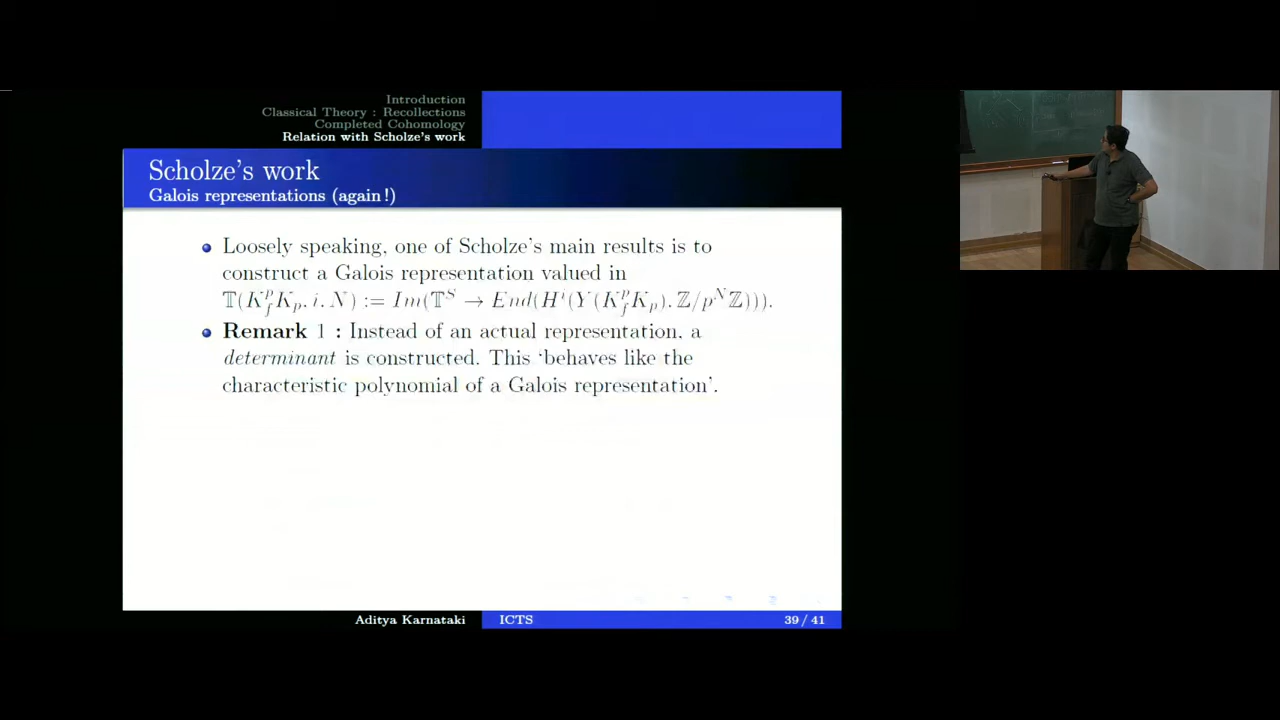 Introduction
Classical Theory : Recollections
Completed Cohomology
Relation with Scholze's work
Scholze's work
Galois representations (again!)
Loosely speaking, one of Scholze's main results is to
construct a Galois representation valued in
𝕋(K_f^p K_p, i, N) := Im(𝕋^S → End(H^i(Y(K_f^p K_p), ℤ/p^N ℤ))).
Remark 1 : Instead of an actual representation, a
determinant is constructed. This 'behaves like the
characteristic polynomial of a Galois representation'.
Aditya Karnataki ICTS 39 / 41